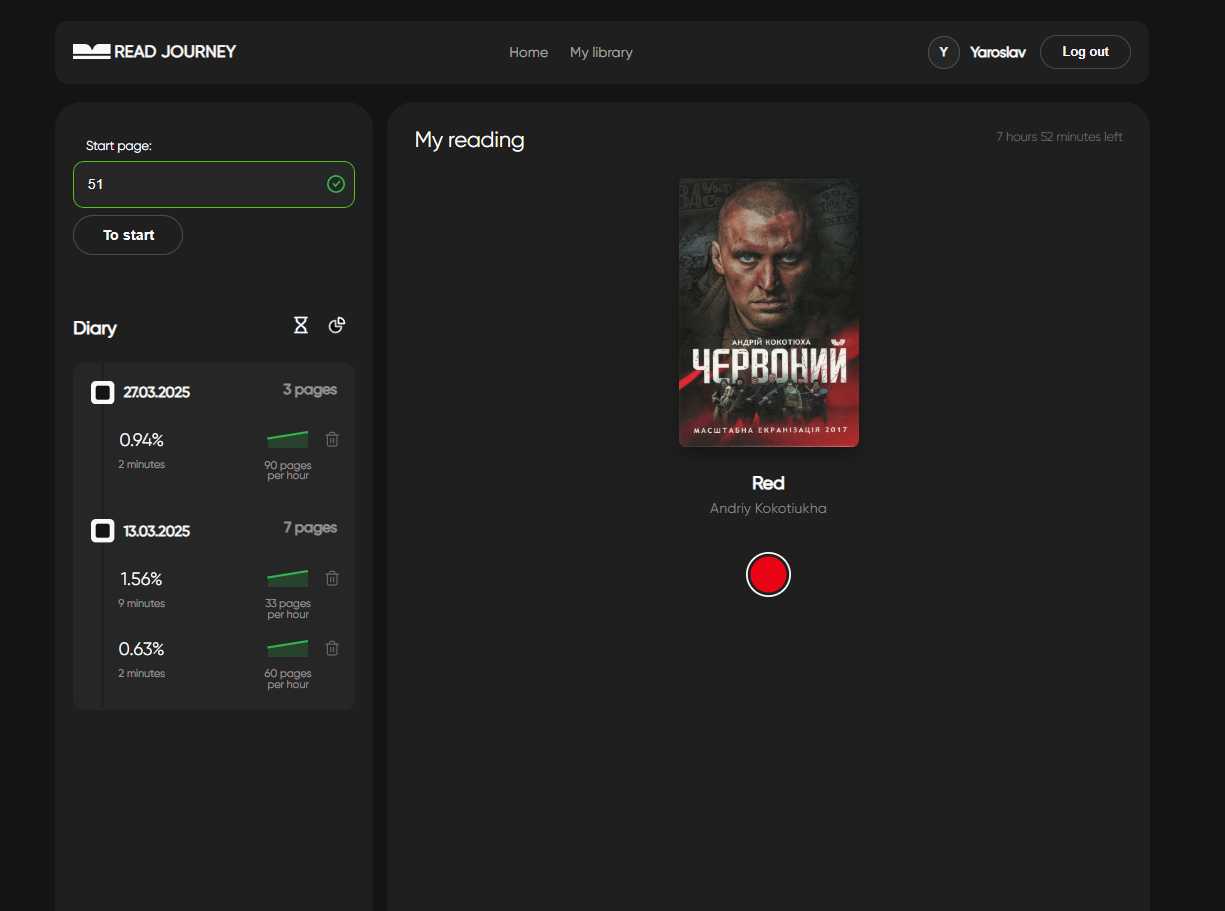 READ JOURNEY
Home
My library
Y
Yaroslav
Log out
Start page:
51
To start
Diary
27.03.2025
3 pages
0.94%
2 minutes
90 pages
per hour
13.03.2025
7 pages
1.56%
9 minutes
33 pages
per hour
0.63%
2 minutes
60 pages
per hour
My reading
7 hours 52 minutes left
АНДРІЙ КОКОТЮХА
ЧЕРВОНИЙ
МАСШТАБНА ЕКРАНІЗАЦІЯ 2017
Red
Andriy Kokotiukha